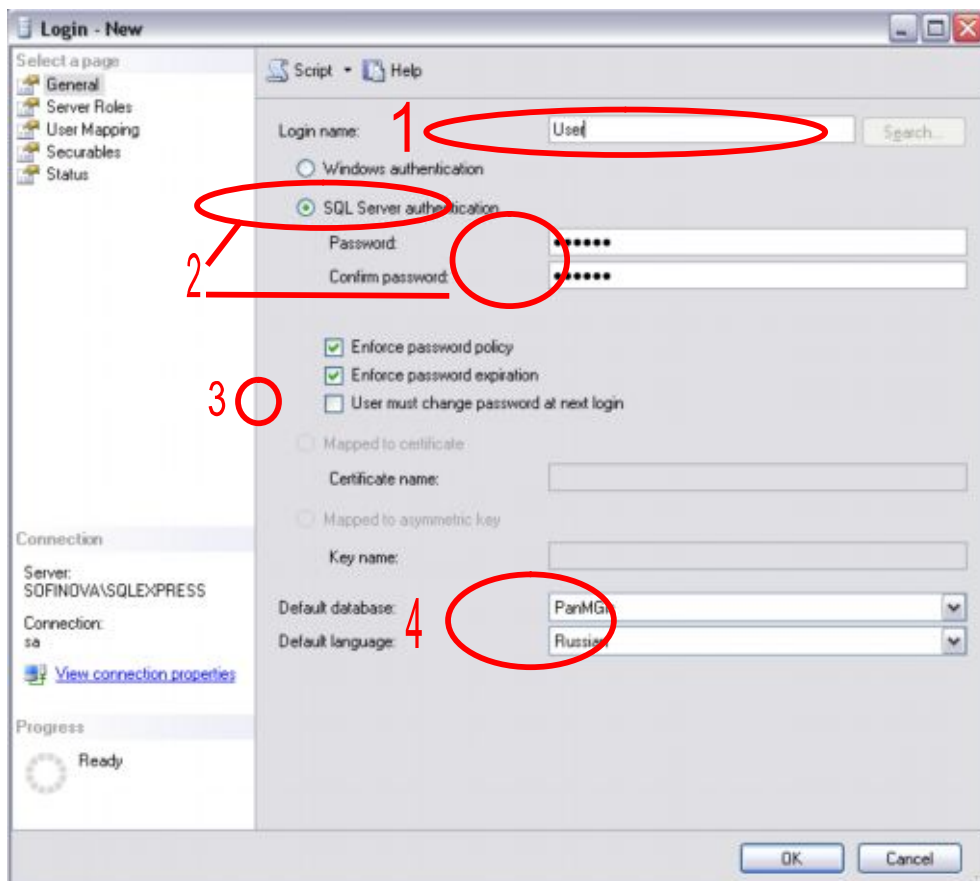 Login - New
Select a page
General
Server Roles
User Mapping
Securables
Status
Script Help
1
Login name: User Search...
Windows authentication
SQL Server authentication
2
Password:
Confirm password:
Enforce password policy
Enforce password expiration
3
User must change password at next login
Mapped to certificate
Certificate name:
Mapped to asymmetric key
Key name:
4
Default database:
Default language: Russian
Connection
Server:
SOFINOVA\SQLEXPRESS
Connection:
sa
View connection properties
Progress
Ready
OK Cancel